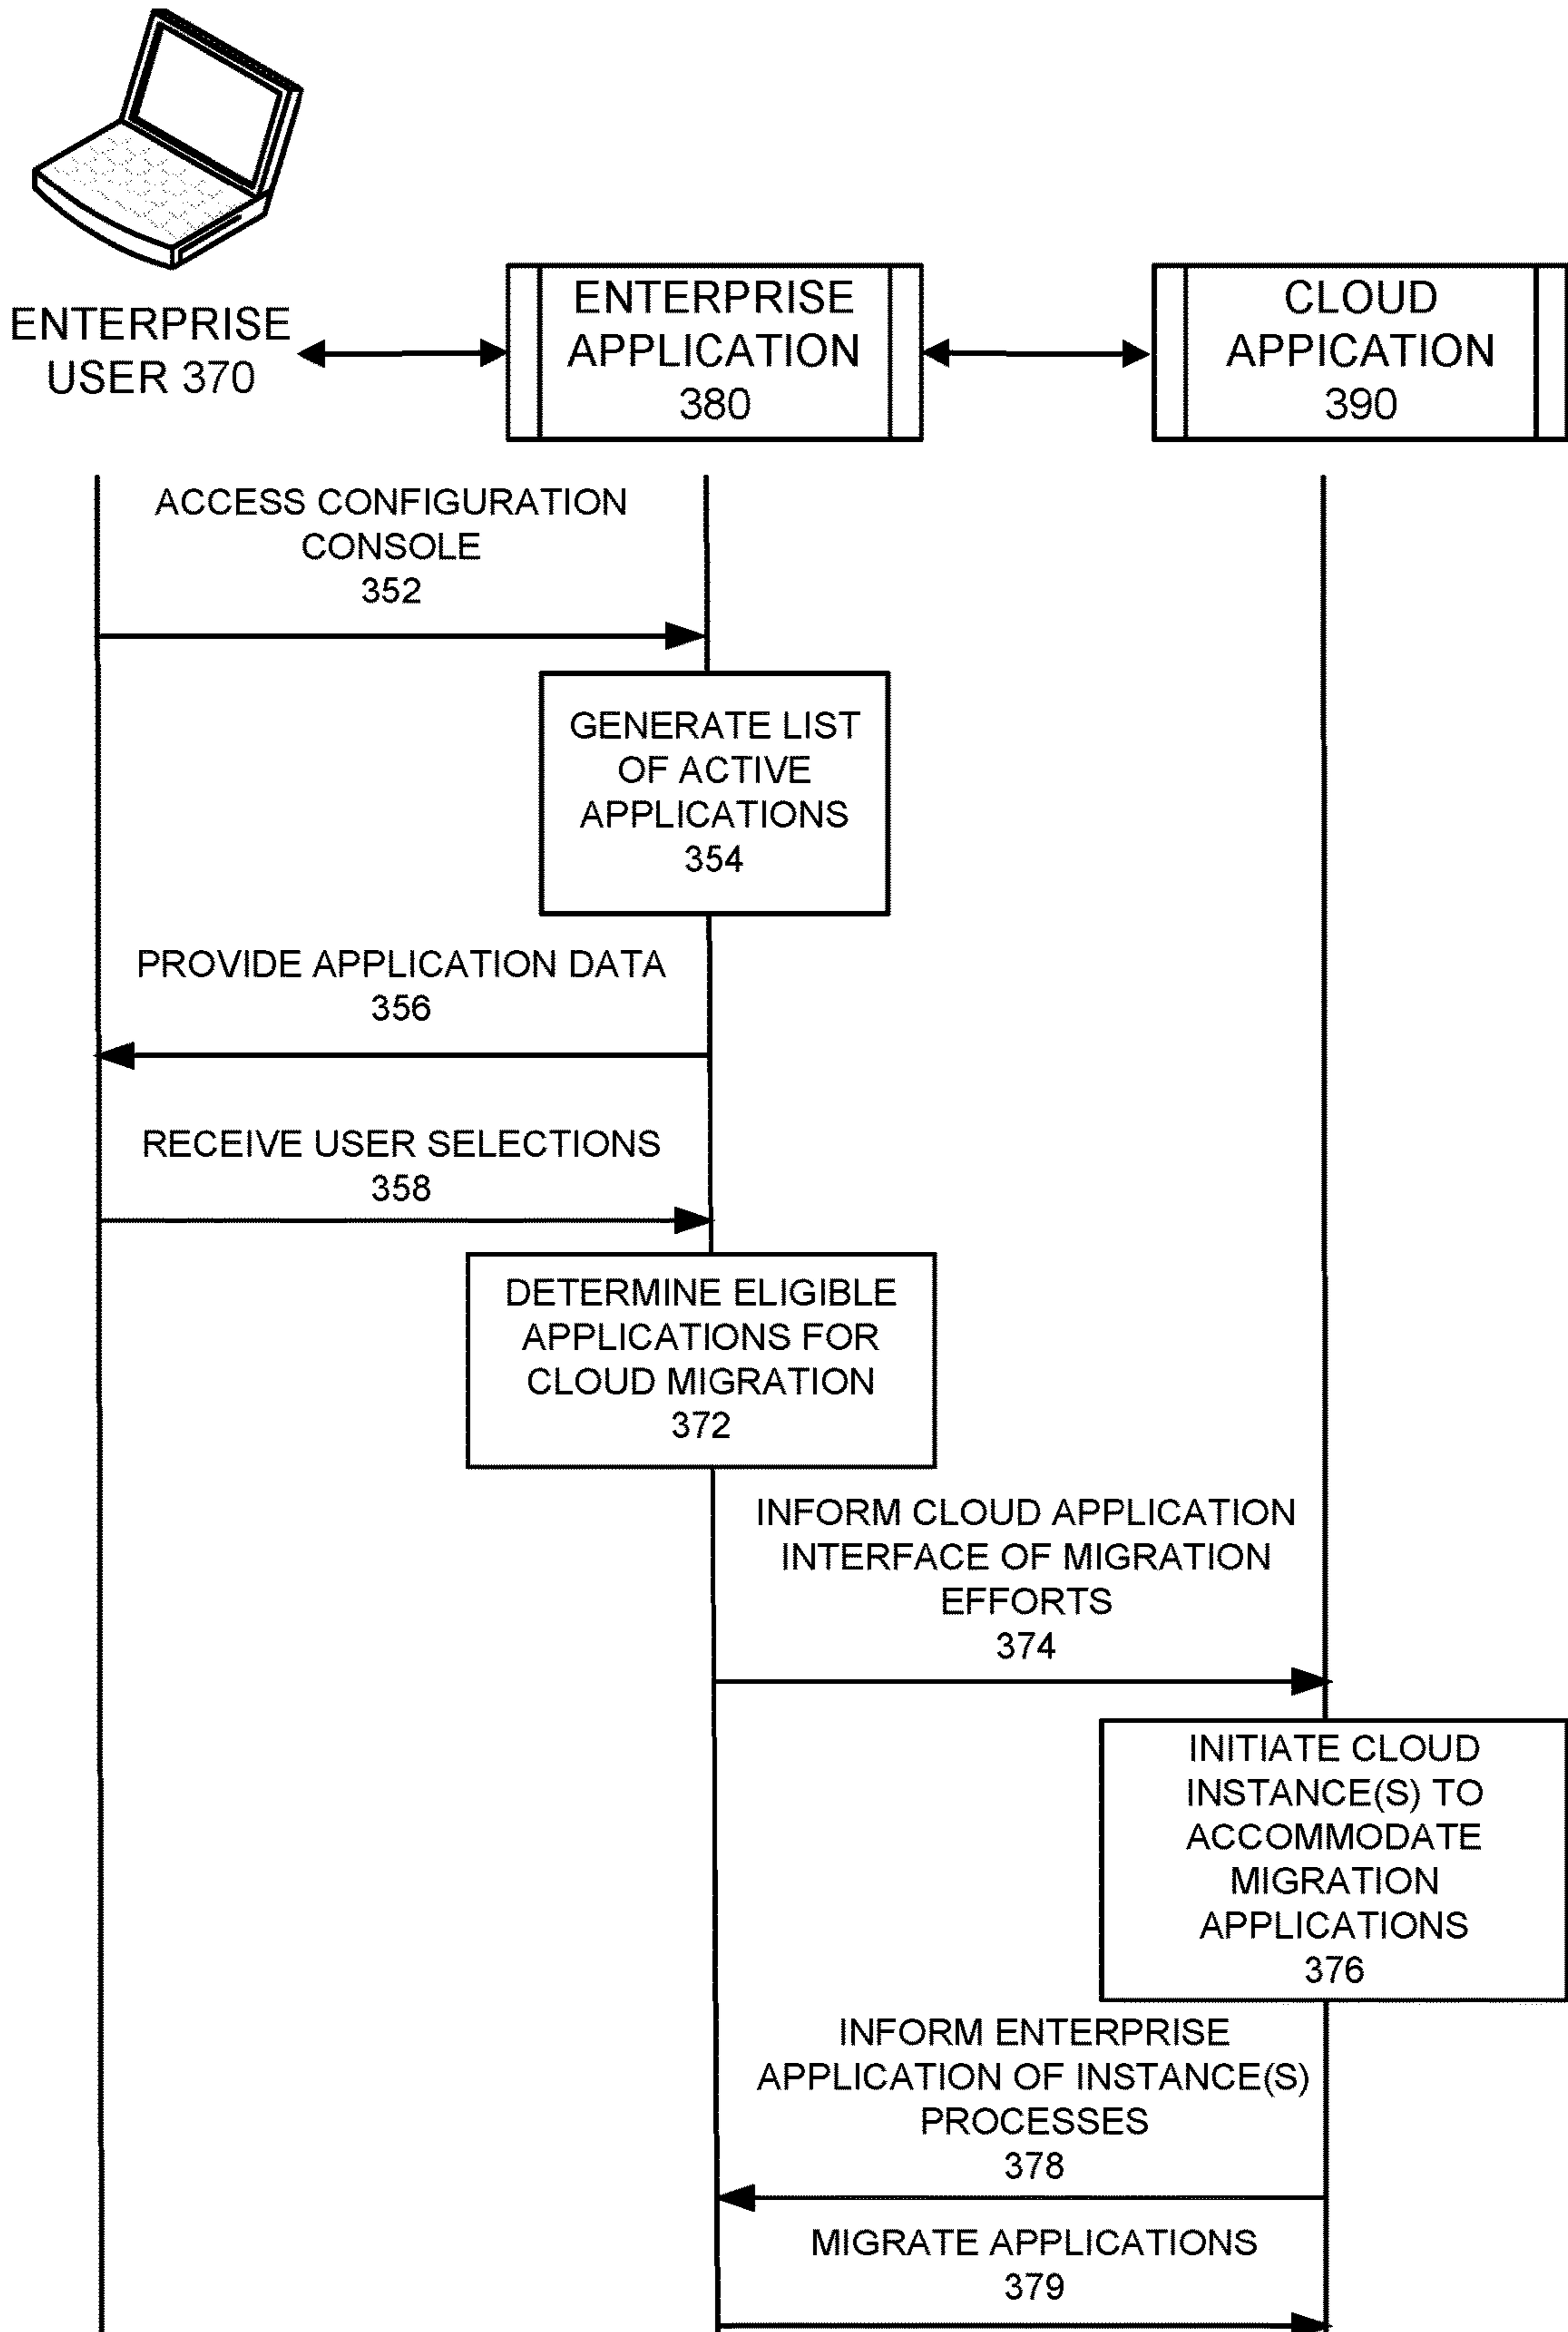 ENTERPRISE
USER 370
ENTERPRISE
APPLICATION
380
CLOUD
APPICATION
390
ACCESS CONFIGURATION
CONSOLE
352
GENERATE LIST
OF ACTIVE
APPLICATIONS
354
PROVIDE APPLICATION DATA
356
RECEIVE USER SELECTIONS
358
DETERMINE ELIGIBLE
APPLICATIONS FOR
CLOUD MIGRATION
372
INFORM CLOUD APPLICATION
INTERFACE OF MIGRATION
EFFORTS
374
INITIATE CLOUD
INSTANCE(S) TO
ACCOMMODATE
MIGRATION
APPLICATIONS
376
INFORM ENTERPRISE
APPLICATION OF INSTANCE(S)
PROCESSES
378
MIGRATE APPLICATIONS
379